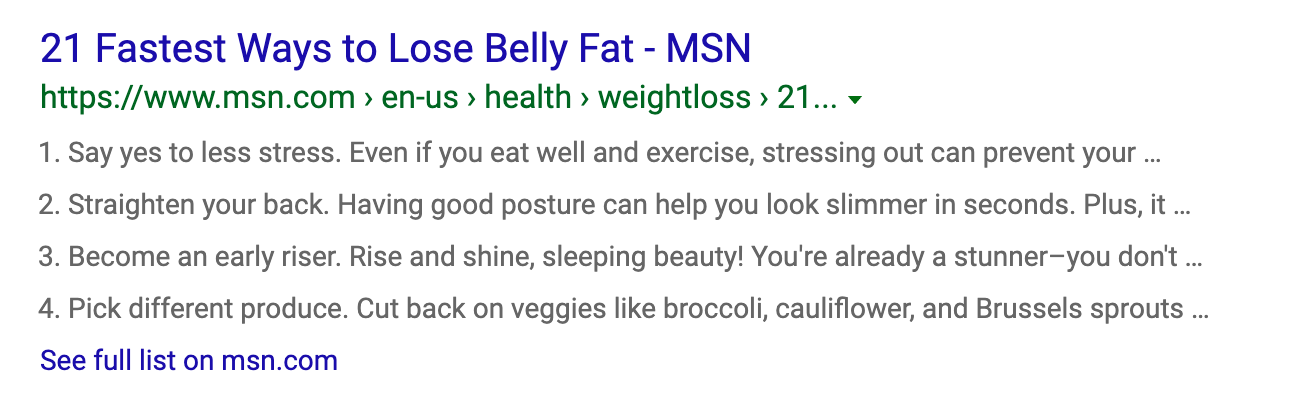 21 Fastest Ways to Lose Belly Fat - MSN
https://www.msn.com › en-us › health › weightloss › 21...
1. Say yes to less stress. Even if you eat well and exercise, stressing out can prevent your ...
2. Straighten your back. Having good posture can help you look slimmer in seconds. Plus, it ...
3. Become an early riser. Rise and shine, sleeping beauty! You're already a stunner–you don't ...
4. Pick different produce. Cut back on veggies like broccoli, cauliflower, and Brussels sprouts ...
See full list on msn.com